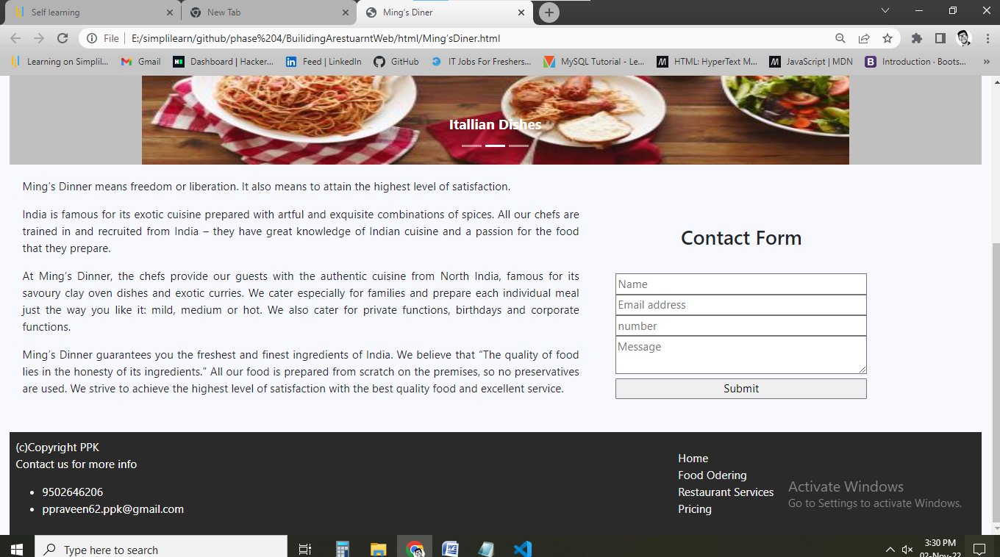 Self learning
New Tab
Ming's Diner
File
E:/simplilearn/github/phase%204/BuilidingArestuarntWeb/html/Ming'sDiner.html
Learning on Simplil...
Gmail
Dashboard | Hacker...
Feed | LinkedIn
GitHub
IT Jobs For Freshers...
MySQL Tutorial - Le...
HTML: HyperText M...
JavaScript | MDN
Introduction · Boots...
Itallian Dishes
Ming's Dinner means freedom or liberation. It also means to attain the highest level of satisfaction.
India is famous for its exotic cuisine prepared with artful and exquisite combinations of spices. All our chefs are
trained in and recruited from India – they have great knowledge of Indian cuisine and a passion for the food
that they prepare.
At Ming's Dinner, the chefs provide our guests with the authentic cuisine from North India, famous for its
savoury clay oven dishes and exotic curries. We cater especially for families and prepare each individual meal
just the way you like it: mild, medium or hot. We also cater for private functions, birthdays and corporate
functions.
Ming's Dinner guarantees you the freshest and finest ingredients of India. We believe that “The quality of food
lies in the honesty of its ingredients.” All our food is prepared from scratch on the premises, so no preservatives
are used. We strive to achieve the highest level of satisfaction with the best quality food and excellent service.
Contact Form
Name
Email address
number
Message
Submit
(c)Copyright PPK
Contact us for more info
• 9502646206
• ppraveen62.ppk@gmail.com
Home
Food Odering
Restaurant Services
Pricing
Activate Windows
Go to Settings to activate Windows.
Type here to search
3:30 PM
02-Nov-22